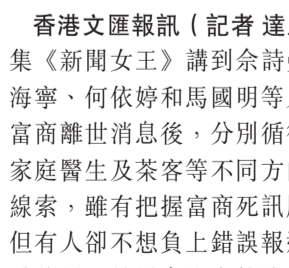 香港文匯報訊（記者 達
集《新聞女王》講到佘詩
海寧、何依婷和馬國明等
富商離世消息後，分別循
家庭醫生及茶客等不同方
線索，雖有把握富商死訊
但有人卻不想負上錯誤報